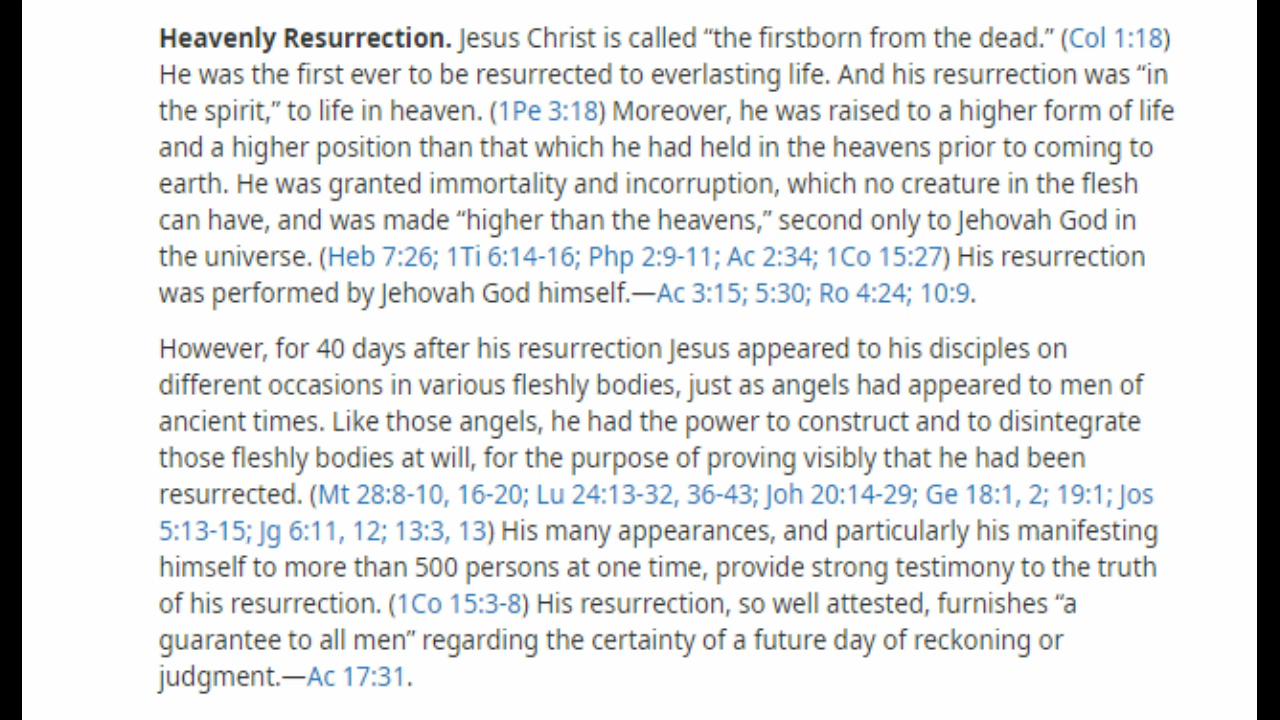 Heavenly Resurrection. Jesus Christ is called “the firstborn from the dead.” (Col 1:18)
He was the first ever to be resurrected to everlasting life. And his resurrection was “in
the spirit,” to life in heaven. (1Pe 3:18) Moreover, he was raised to a higher form of life
and a higher position than that which he had held in the heavens prior to coming to
earth. He was granted immortality and incorruption, which no creature in the flesh
can have, and was made “higher than the heavens,” second only to Jehovah God in
the universe. (Heb 7:26; 1Ti 6:14-16; Php 2:9-11; Ac 2:34; 1Co 15:27) His resurrection
was performed by Jehovah God himself.—Ac 3:15; 5:30; Ro 4:24; 10:9.
However, for 40 days after his resurrection Jesus appeared to his disciples on
different occasions in various fleshly bodies, just as angels had appeared to men of
ancient times. Like those angels, he had the power to construct and to disintegrate
those fleshly bodies at will, for the purpose of proving visibly that he had been
resurrected. (Mt 28:8-10, 16-20; Lu 24:13-32, 36-43; Joh 20:14-29; Ge 18:1, 2; 19:1; Jos
5:13-15; Jg 6:11, 12; 13:3, 13) His many appearances, and particularly his manifesting
himself to more than 500 persons at one time, provide strong testimony to the truth
of his resurrection. (1Co 15:3-8) His resurrection, so well attested, furnishes “a
guarantee to all men” regarding the certainty of a future day of reckoning or
judgment.—Ac 17:31.